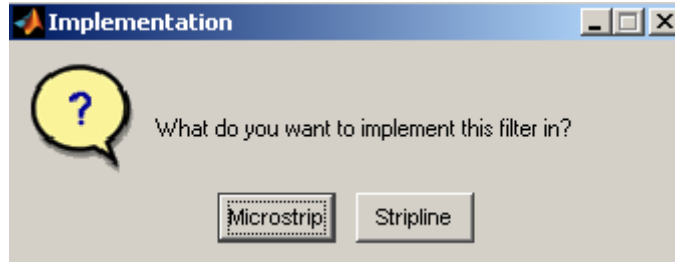 Implementation
?
What do you want to implement this filter in?
Microstrip Stripline